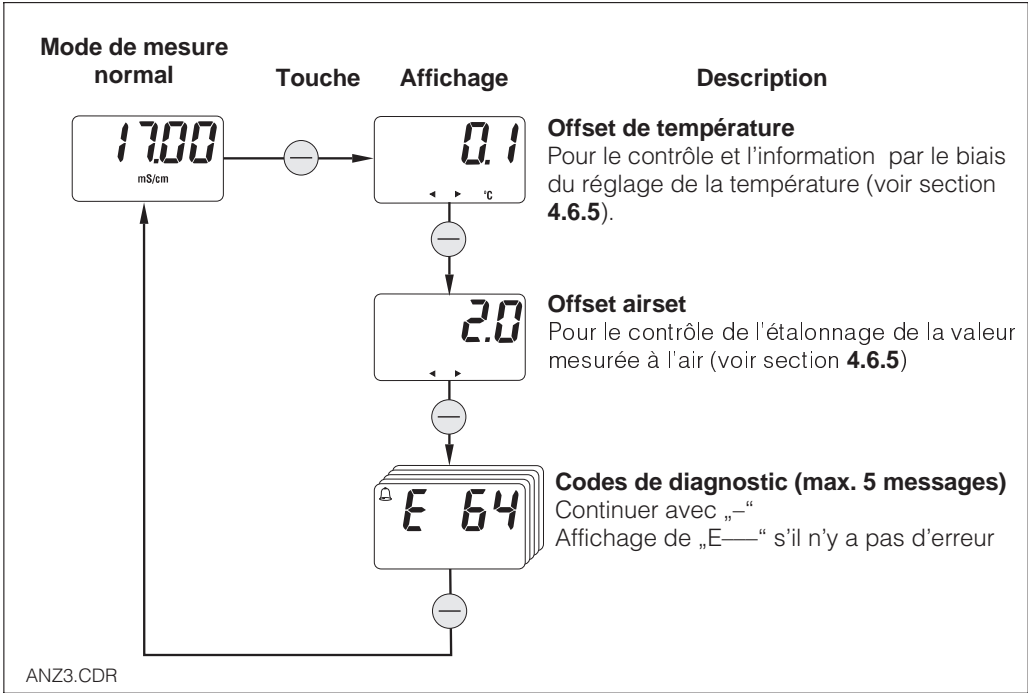 Mode de mesure
normal
Touche
Affichage
Description
17.00
mS/cm
0.1
°C
Offset de température
Pour le contrôle et l'information par le biais
du réglage de la température (voir section
4.6.5).
2.0
Offset airset
Pour le contrôle de l'étalonnage de la valeur
mesurée à l'air (voir section 4.6.5)
E 64
Codes de diagnostic (max. 5 messages)
Continuer avec „–“
Affichage de „E–––“ s'il n'y a pas d'erreur
ANZ3.CDR